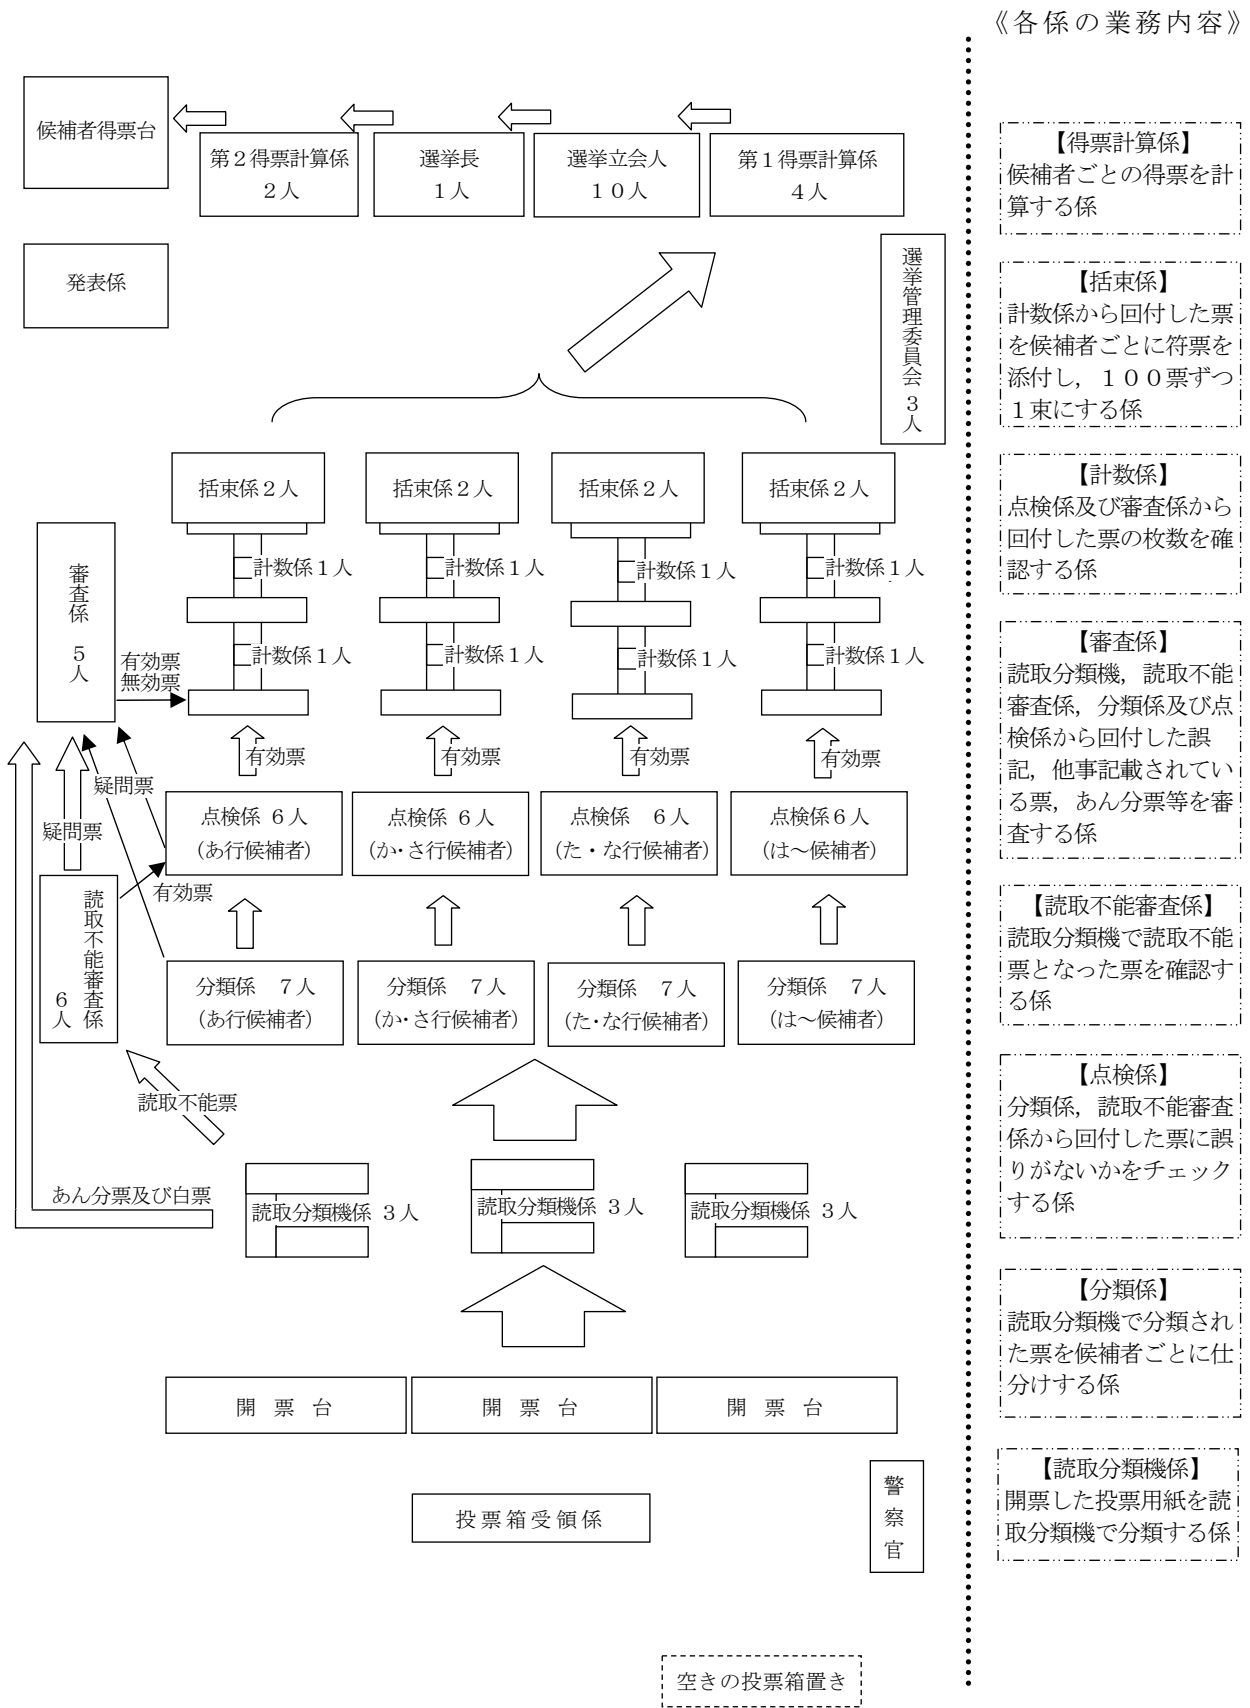 《各係の業務内容》
候補者得票台
第２得票計算係
２人
選挙長
１人
選挙立会人
１０人
第１得票計算係
４人
発表係
選挙管理委員会 ３人
括束係２人
括束係２人
括束係２人
括束係２人
計数係１人
計数係１人
計数係１人
計数係１人
審査係 ５人
計数係１人
計数係１人
計数係１人
計数係１人
有効票
無効票
有効票
有効票
有効票
有効票
疑問票
疑問票
点検係 ６人
(あ行候補者)
点検係 ６人
(か・さ行候補者)
点検係 ６人
(た・な行候補者)
点検係６人
(は～候補者)
有効票
読取不能審査係
６人
分類係 ７人
(あ行候補者)
分類係 ７人
(か・さ行候補者)
分類係 ７人
(た・な行候補者)
分類係 ７人
(は～候補者)
読取不能票
あん分票及び白票
読取分類機係 ３人
読取分類機係 ３人
読取分類機係 ３人
開 票 台
開 票 台
開 票 台
投票箱受領係
警察官
空きの投票箱置き
【得票計算係】
候補者ごとの得票を計
算する係
【括束係】
計数係から回付した票
を候補者ごとに符票を
添付し，１００票ずつ
１束にする係
【計数係】
点検係及び審査係から
回付した票の枚数を確
認する係
【審査係】
読取分類機，読取不能
審査係，分類係及び点
検係から回付した誤
記，他事記載されてい
る票，あん分票等を審
査する係
【読取不能審査係】
読取分類機で読取不能
票となった票を確認す
る係
【点検係】
分類係，読取不能審査
係から回付した票に誤
りがないかをチェック
する係
【分類係】
読取分類機で分類され
た票を候補者ごとに仕
分けする係
【読取分類機係】
開票した投票用紙を読
取分類機で分類する係